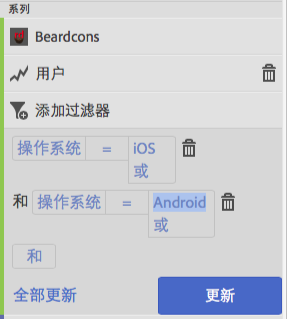 系列
Beardcons
用户
添加过滤器
操作系统 = iOS
或
和 操作系统 = Android
或
和
全部更新 更新